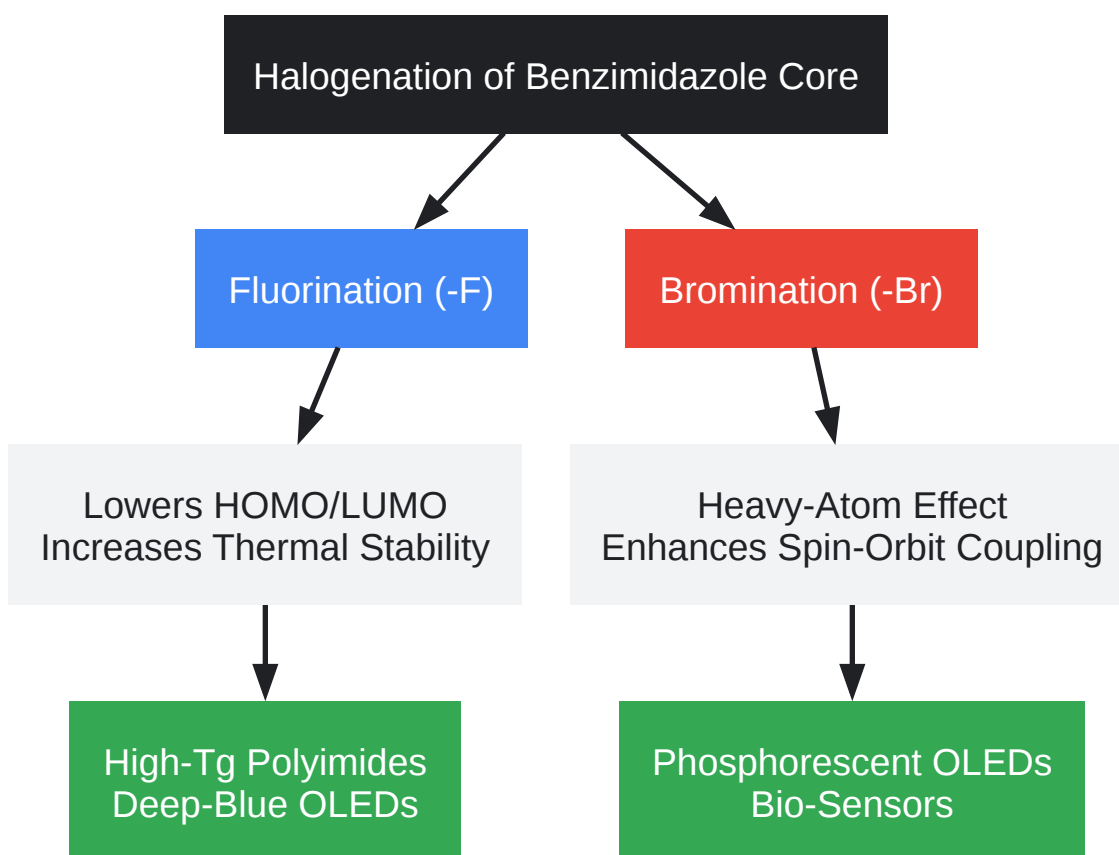 Halogenation of Benzimidazole Core
Fluorination (-F)
Bromination (-Br)
Lowers HOMO/LUMO
Increases Thermal Stability
Heavy-Atom Effect
Enhances Spin-Orbit Coupling
High-Tg Polyimides
Deep-Blue OLEDs
Phosphorescent OLEDs
Bio-Sensors